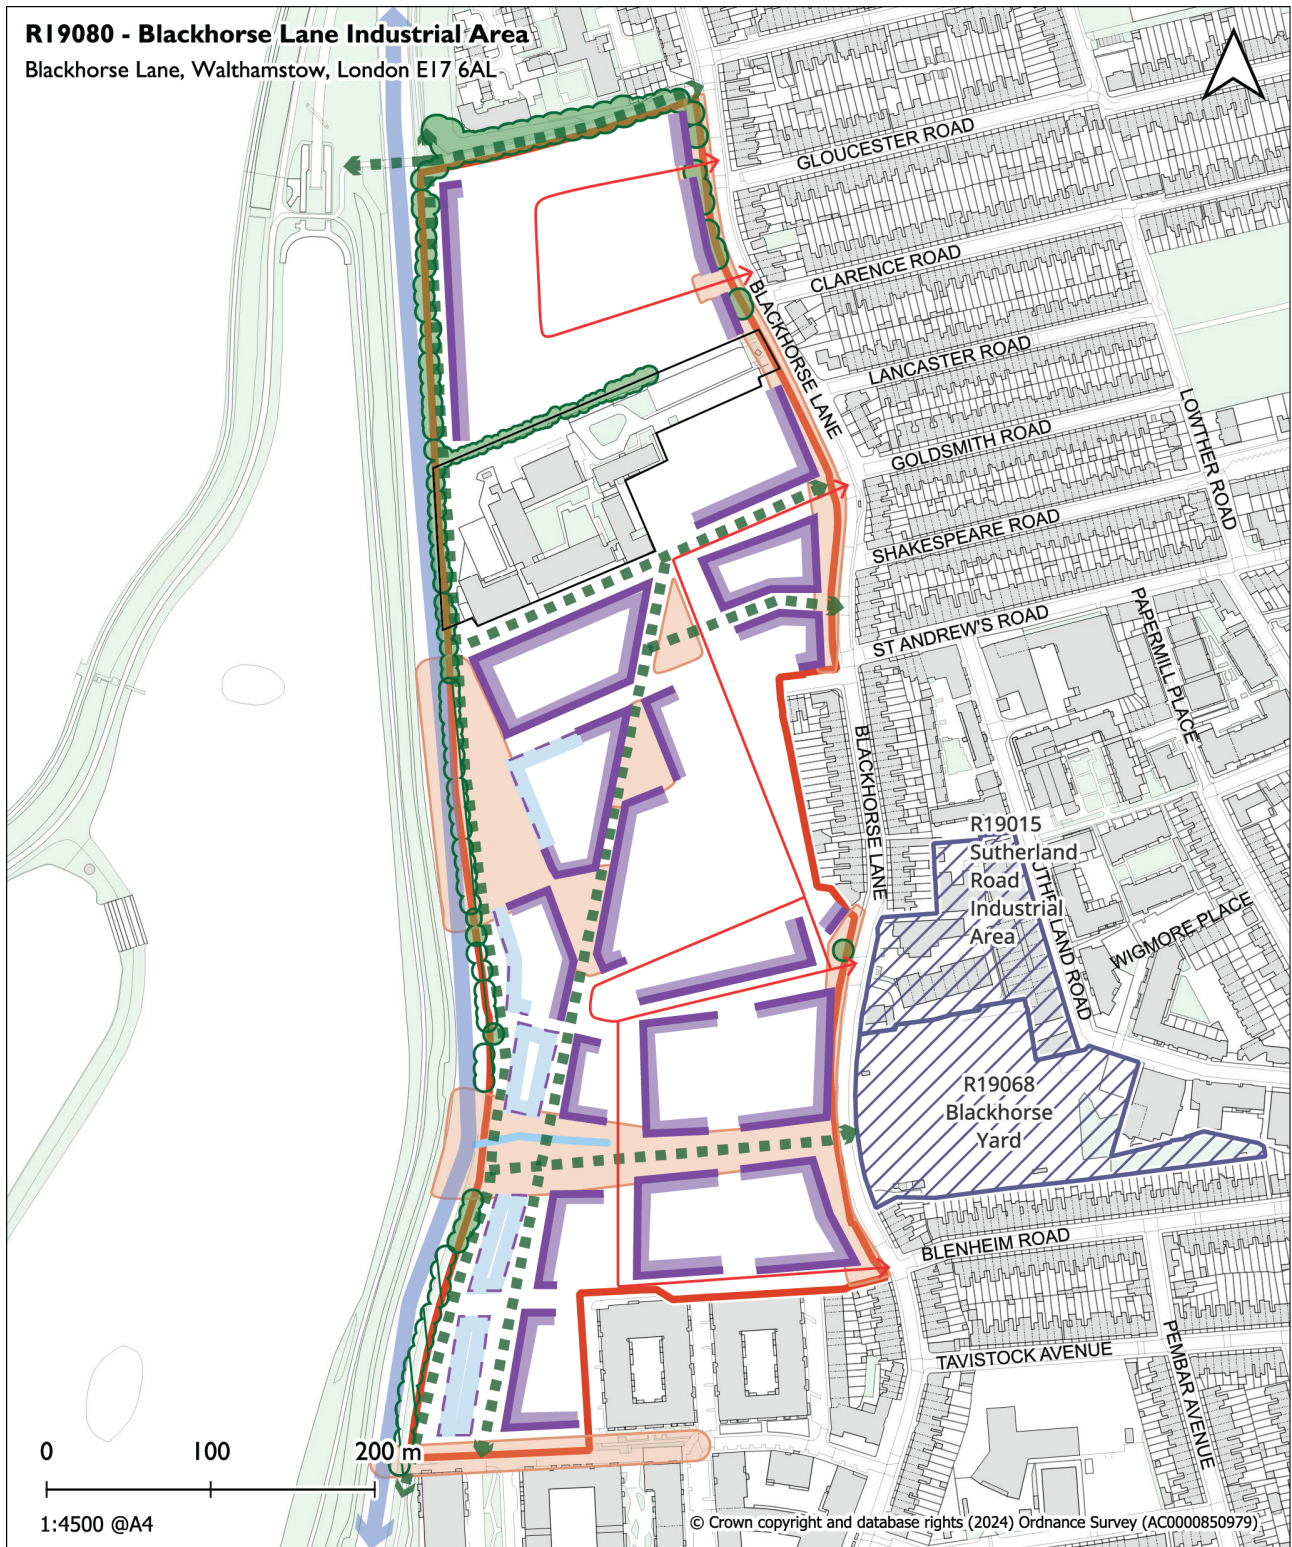 R19080 - Blackhorse Lane Industrial Area
Blackhorse Lane, Walthamstow, London E17 6AL
GLOUCESTER ROAD
CLARENCE ROAD
BLACKHORSE LANE
LANCASTER ROAD
LOWTHER ROAD
GOLDSMITH ROAD
SHAKESPEARE ROAD
ST ANDREW'S ROAD
PAPERMILL PLACE
BLACKHORSE LANE
R19015
Sutherland
Road
Industrial
Area
SUTHERLAND ROAD
WIGMORE PLACE
R19068
Blackhorse
Yard
BLENHEIM ROAD
TAVISTOCK AVENUE
PEMBAR AVENUE
0 100 200 m
1:4500 @A4
© Crown copyright and database rights (2024) Ordnance Survey (AC0000850979)